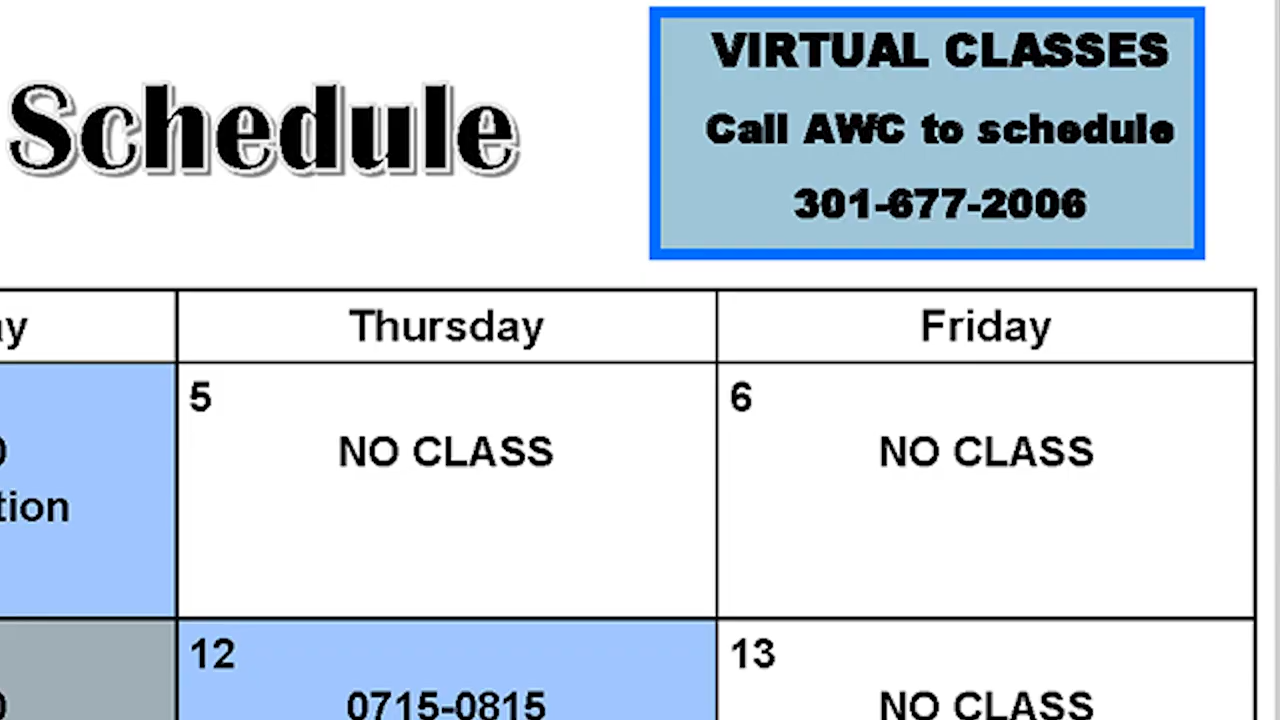 Schedule
VIRTUAL CLASSES
Call AWC to schedule
301-677-2006
Thursday
Friday
5
NO CLASS
6
NO CLASS
12
0715-0815
13
NO CLASS